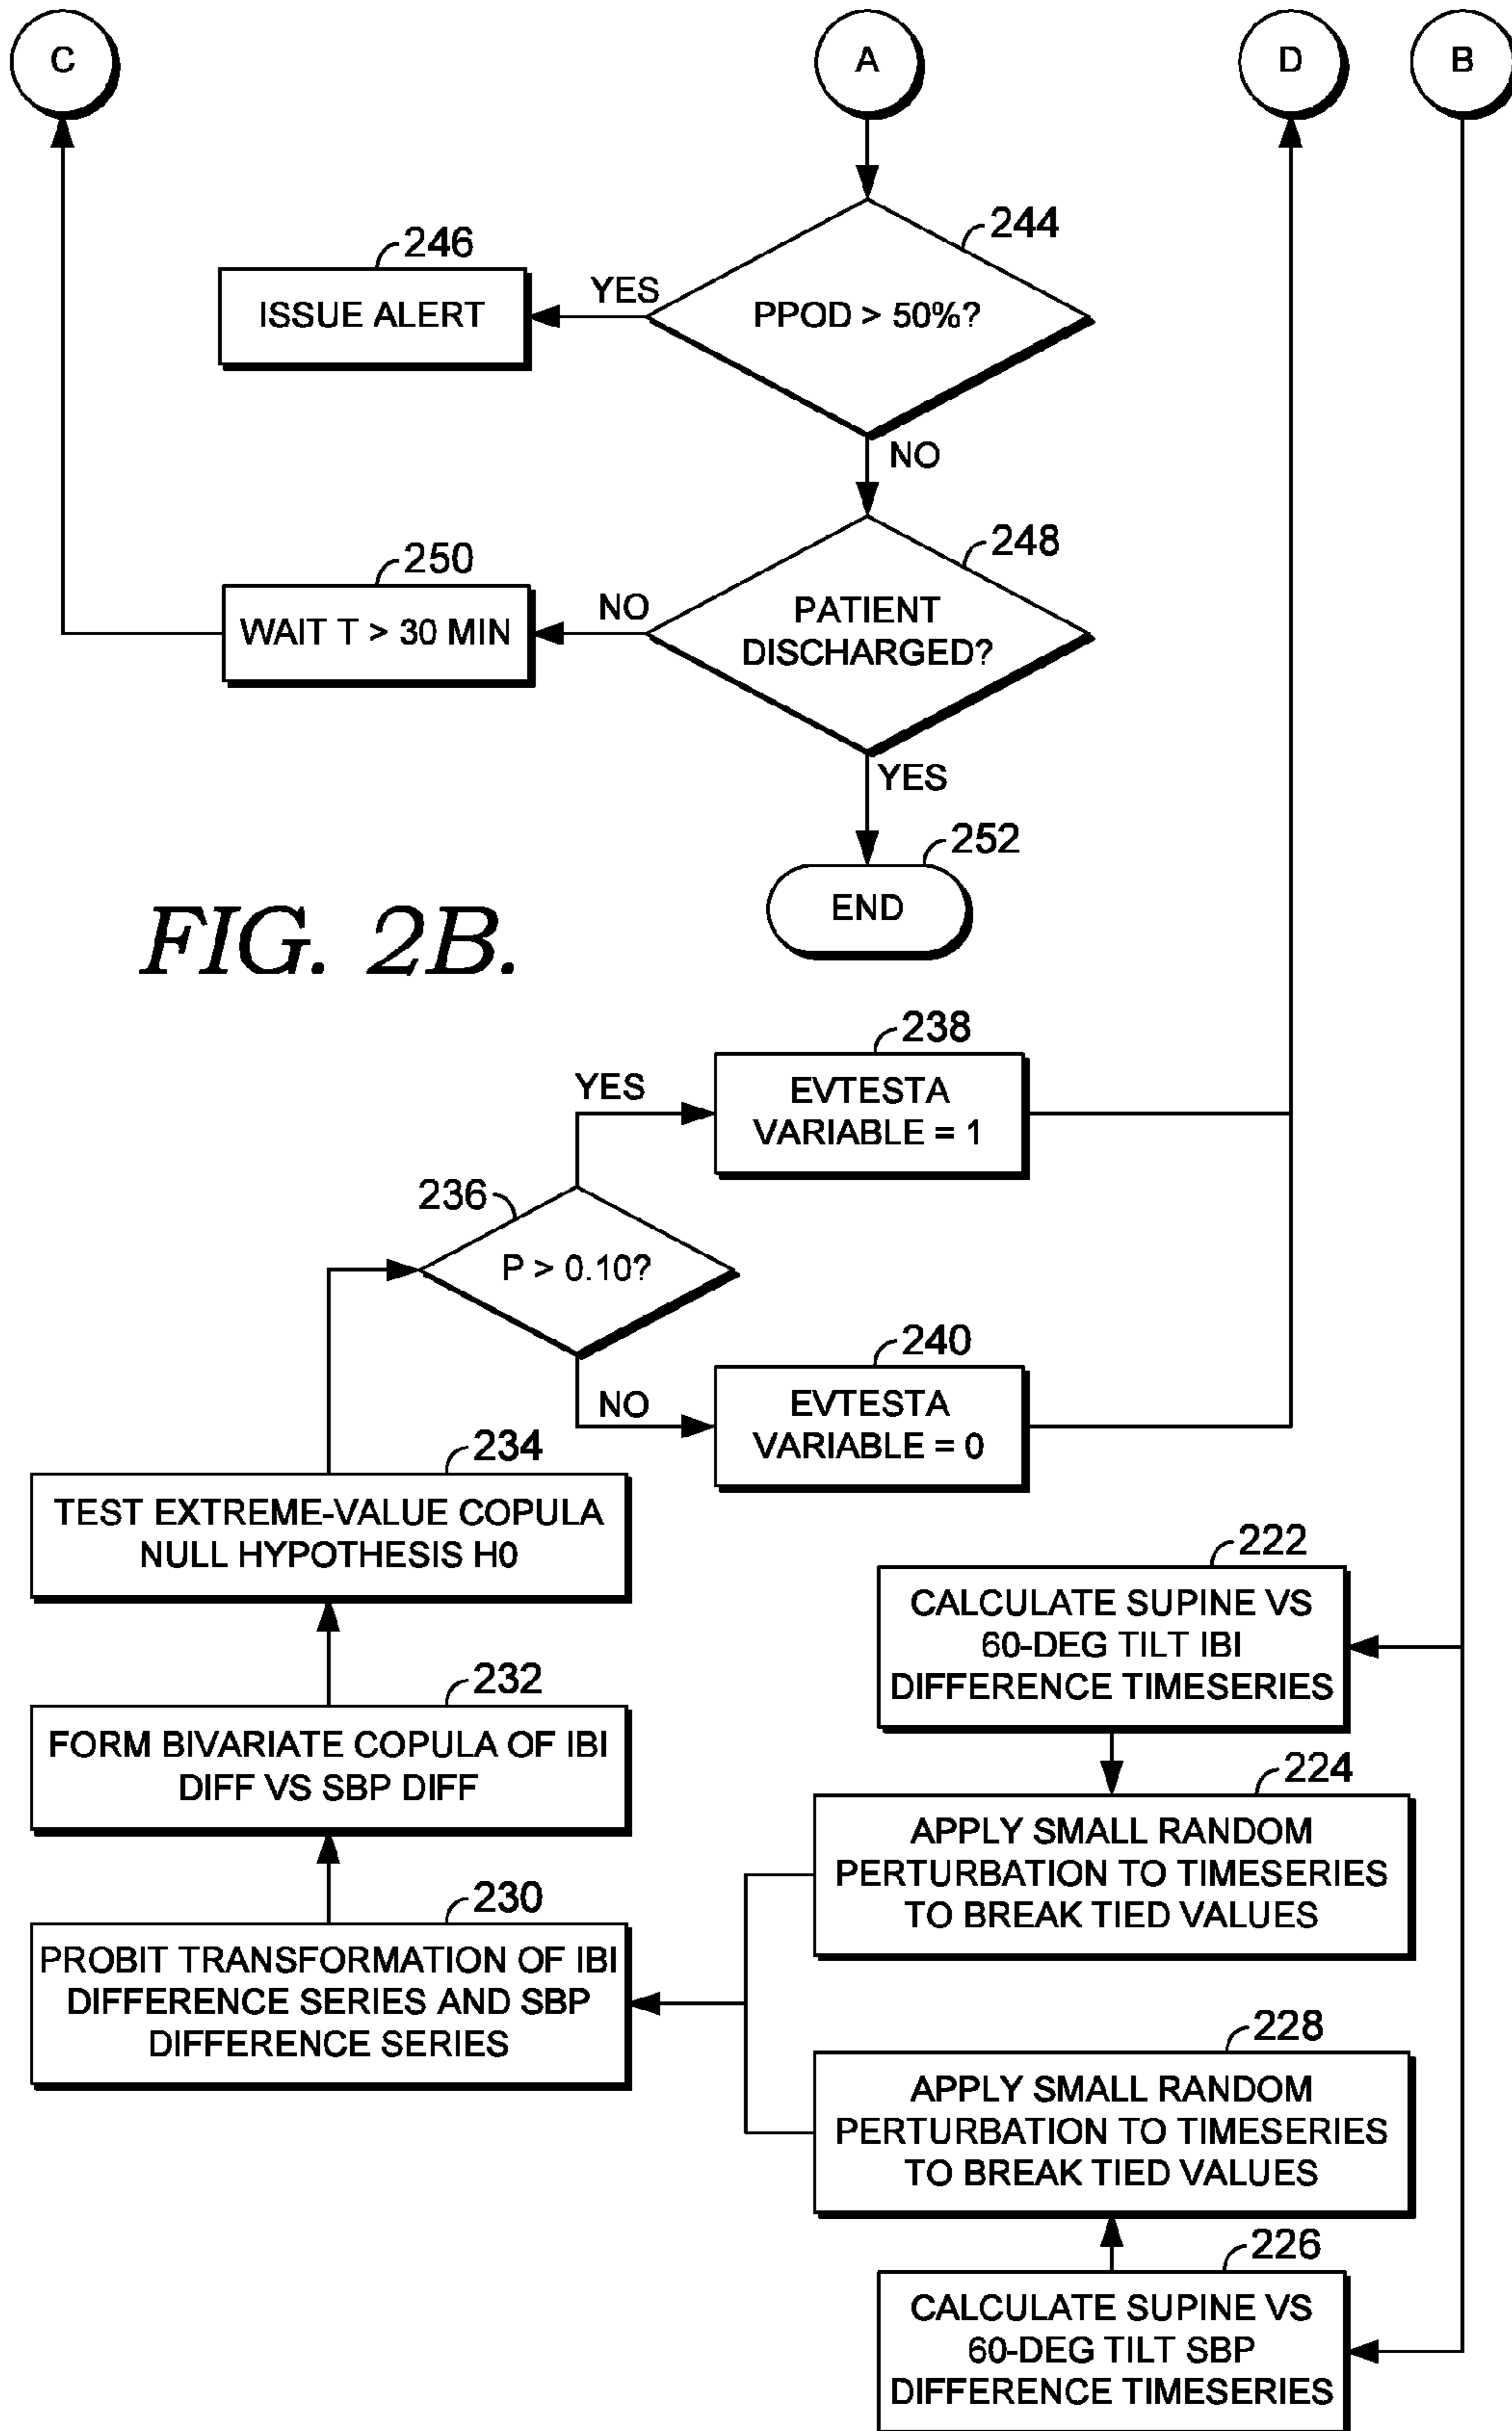 C
A
D
B
244
246
YES
ISSUE ALERT
PPOD > 50%?
NO
248
250
NO
PATIENT
DISCHARGED?
WAIT T > 30 MIN
YES
252
END
FIG. 2B.
238
YES
EVTESTA
VARIABLE = 1
236
P > 0.10?
240
NO
EVTESTA
VARIABLE = 0
234
TEST EXTREME-VALUE COPULA
NULL HYPOTHESIS H0
222
CALCULATE SUPINE VS
60-DEG TILT IBI
DIFFERENCE TIMESERIES
232
FORM BIVARIATE COPULA OF IBI
DIFF VS SBP DIFF
224
APPLY SMALL RANDOM
PERTURBATION TO TIMESERIES
TO BREAK TIED VALUES
230
PROBIT TRANSFORMATION OF IBI
DIFFERENCE SERIES AND SBP
DIFFERENCE SERIES
228
APPLY SMALL RANDOM
PERTURBATION TO TIMESERIES
TO BREAK TIED VALUES
226
CALCULATE SUPINE VS
60-DEG TILT SBP
DIFFERENCE TIMESERIES